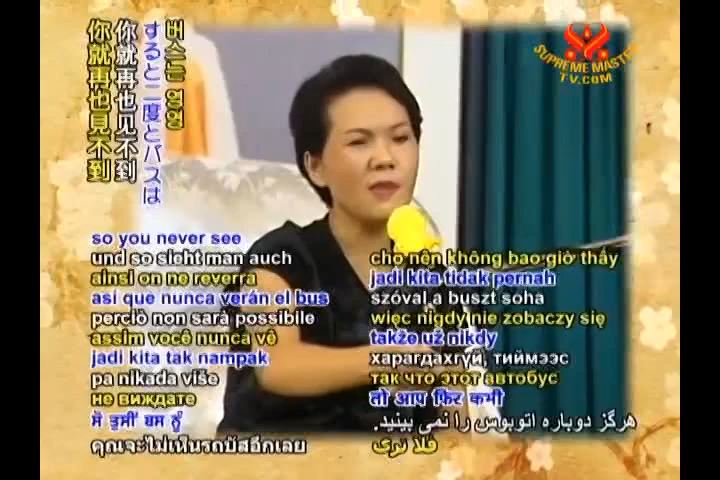 SUPREME MASTER
TV.COM
버스를 영원
すると二度とバスは
你就再也见不到
你就再也見不到
so you never see
und so sieht man auch
ainsi on ne reverra
así que nunca verán el bus
perciò non sarà possibile
assim você nunca vê
jadi kita tak nampak
pa nikada više
не виждате
ਸੋ ਤੁਸੀਂ ਬਸ ਨੂੰ
คุณจะไม่เห็นรถบัสอีกเลย
cho nên không bao giờ thấy
jadi kita tidak pernah
szóval a buszt soha
więc nigdy nie zobaczy się
takže už nikdy
харагдахгүй, тиймээс
так что этот автобус
तो आप फिर कभी
هرگز دوباره اتوبوس را نمی بینید.
فلا ترى